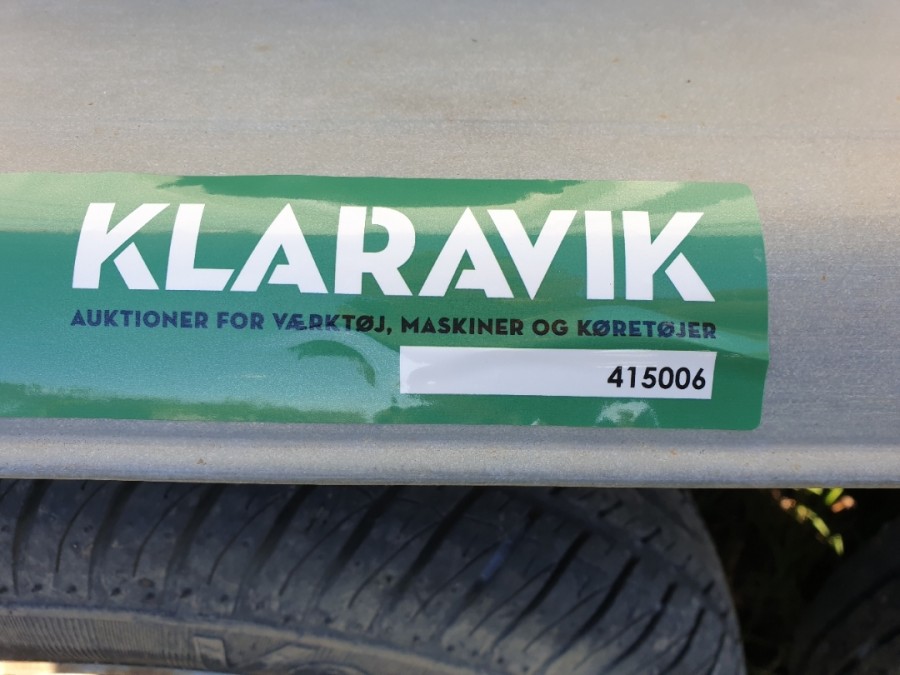 KLARAVIK
AUKTIONER FOR VÆRKTØJ, MASKINER OG KØRETØJER
415006